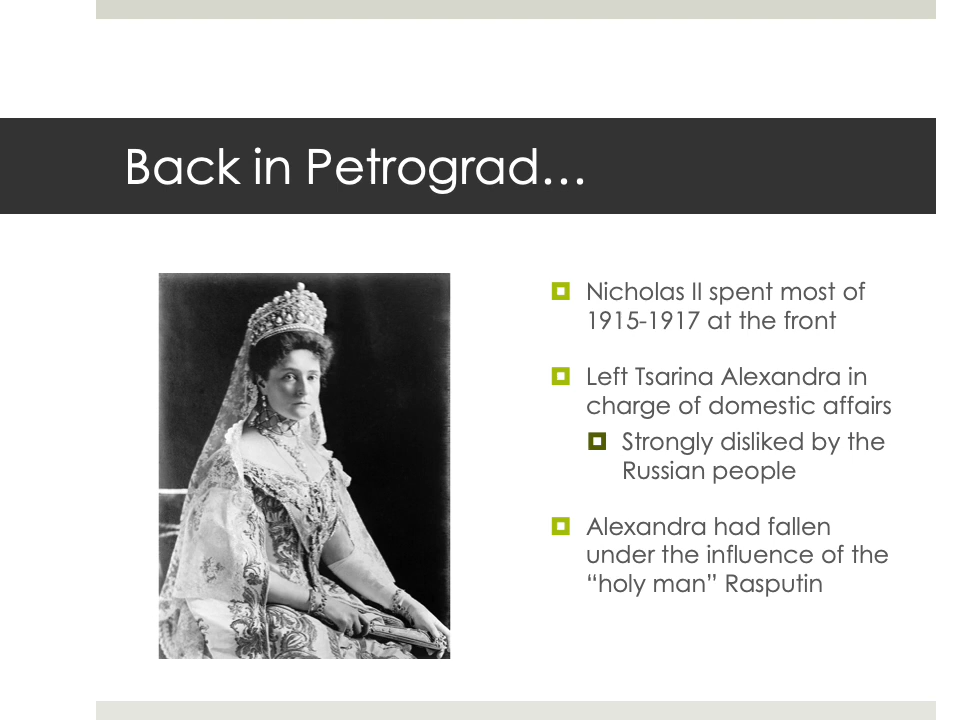 Back in Petrograd…
Nicholas II spent most of
1915-1917 at the front
Left Tsarina Alexandra in
charge of domestic affairs
Strongly disliked by the
Russian people
Alexandra had fallen
under the influence of the
“holy man” Rasputin